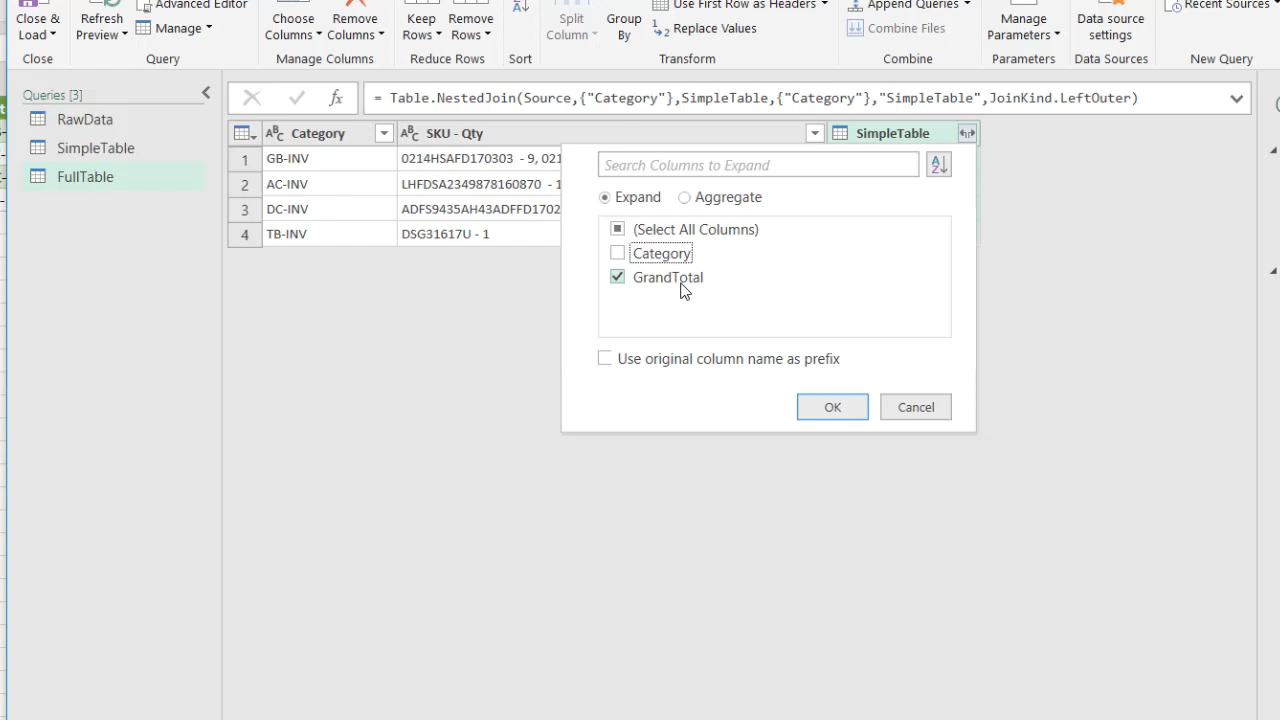 Advanced Editor
Use First Row as Headers
Append Queries
Recent Sources
Close &
Load
Refresh
Preview
Manage
Choose
Columns
Remove
Columns
Keep
Rows
Remove
Rows
Split
Column
Group
By
Replace Values
Combine Files
Manage
Parameters
Data source
settings
Close
Query
Manage Columns
Reduce Rows
Sort
Transform
Combine
Parameters
Data Sources
New Query
Queries [3]
RawData
SimpleTable
FullTable
fx
= Table.NestedJoin(Source,{"Category"},SimpleTable,{"Category"},"SimpleTable",JoinKind.LeftOuter)
Category
SKU - Qty
SimpleTable
1 GB-INV 0214HSAFD170303 - 9, 021
2 AC-INV LHFDSA2349878160870 - 1
3 DC-INV ADFS9435AH43ADFFD1702
4 TB-INV DSG31617U - 1
Search Columns to Expand
Expand
Aggregate
(Select All Columns)
Category
GrandTotal
Use original column name as prefix
OK
Cancel